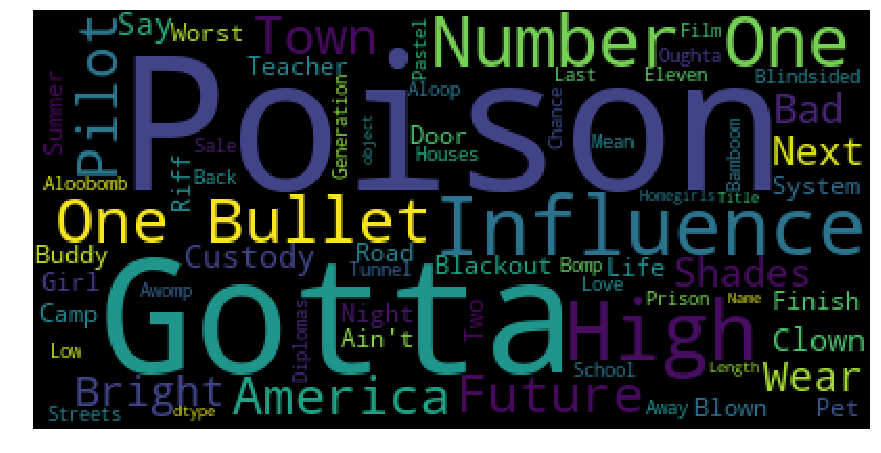 Say Worst Town Number One Film
Pilot Teacher Pastel Oughta
Poison Last Eleven Blindsided
Summer Aloop Chance Bad
Generation object Door Mean Bamboom
Sale Riff Houses Next
Aloobomb Back Homegirls Title System
One Bullet Influence
Buddy Custody Road Blackout Bomp Life Shades
Girl Awomp Tunnel Love
Gotta High Prison Name Finish
Camp Diplomas Night Two
Low Ain't Clown
School Length Wear
Bright America Future
Streets dtype Away Blown Pet